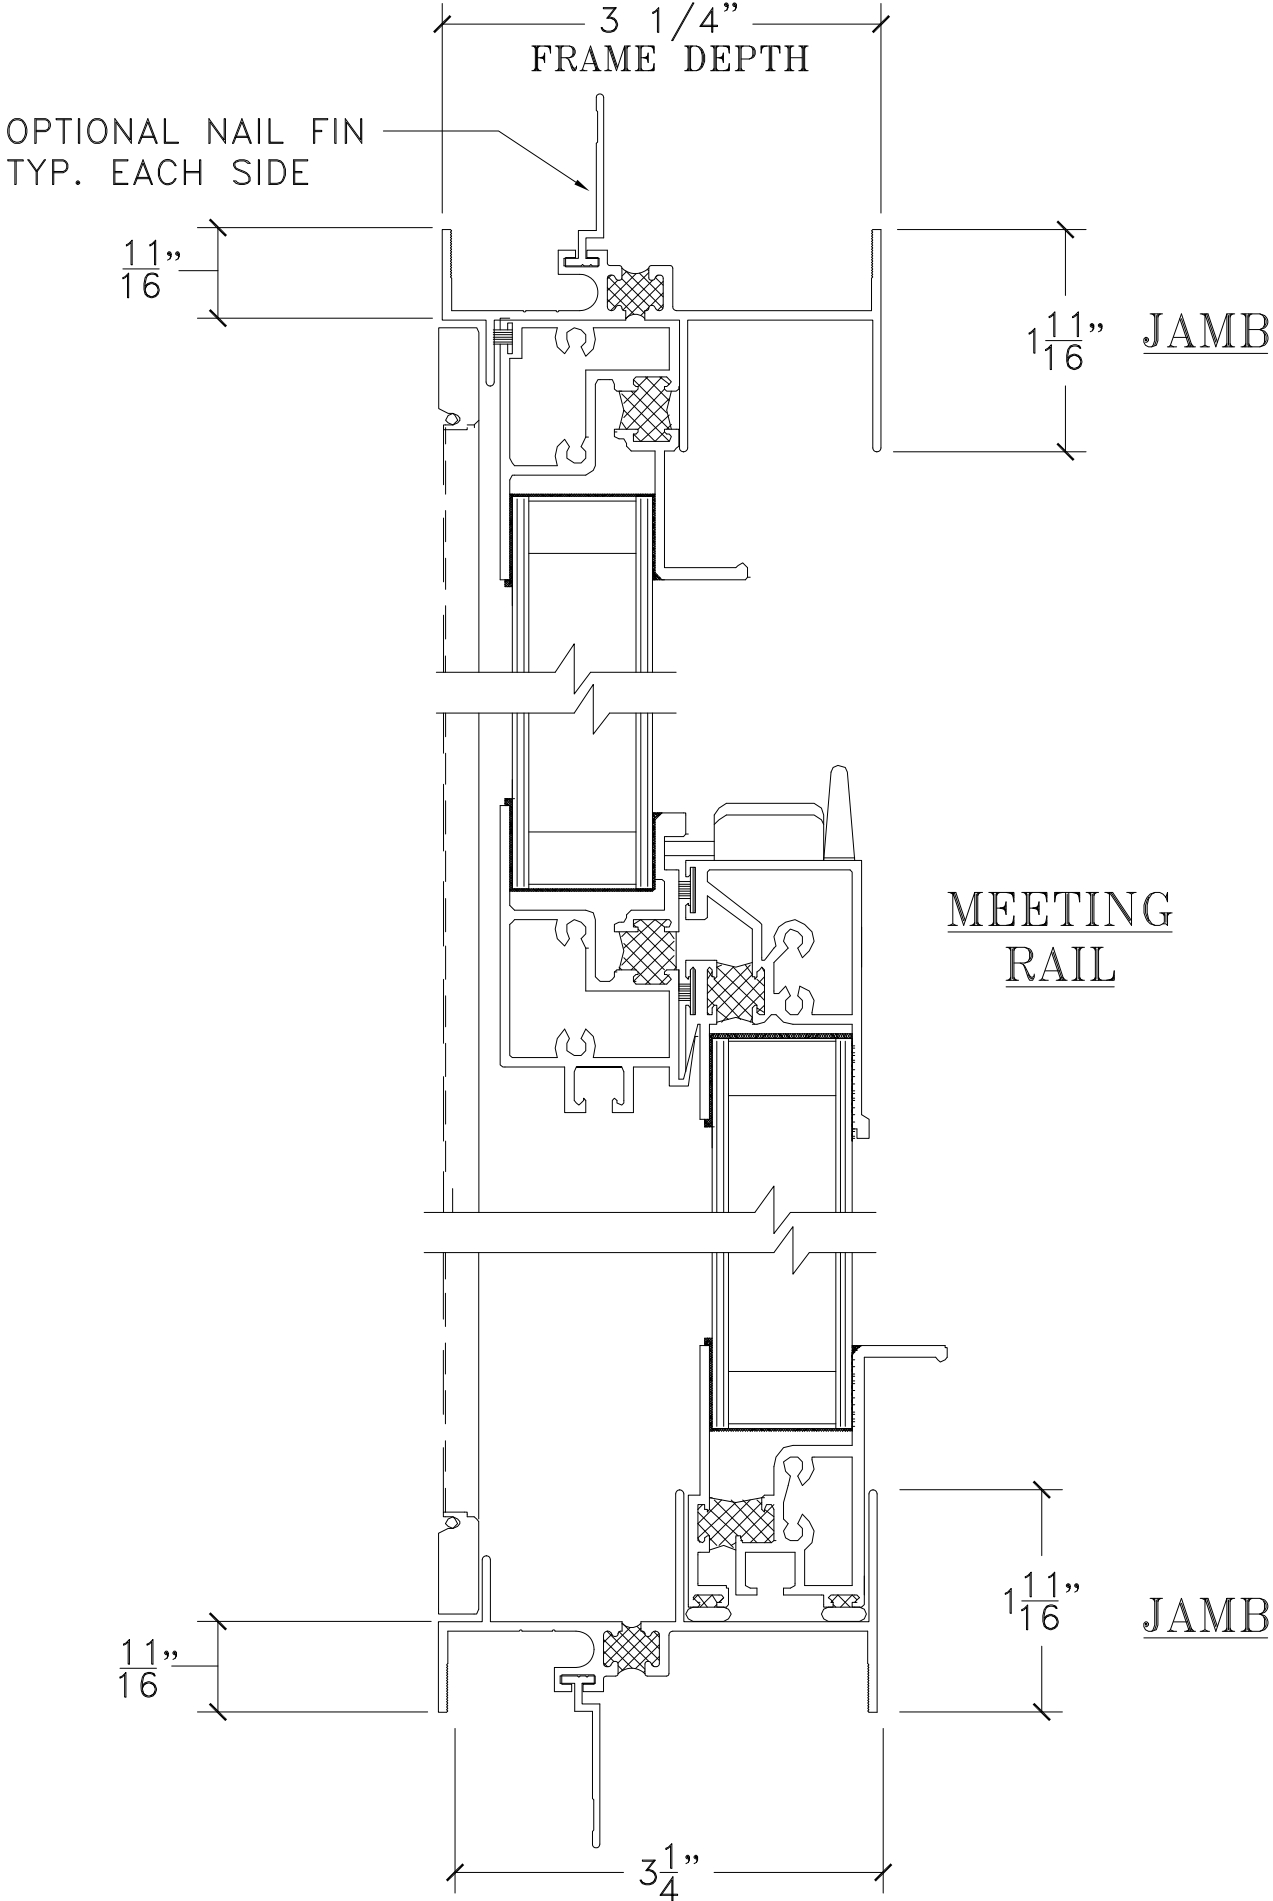 3 1/4"
FRAME DEPTH
OPTIONAL NAIL FIN
TYP. EACH SIDE
11/16"
1 11/16"
JAMB
MEETING
RAIL
1 11/16"
JAMB
11/16"
3 1/4"